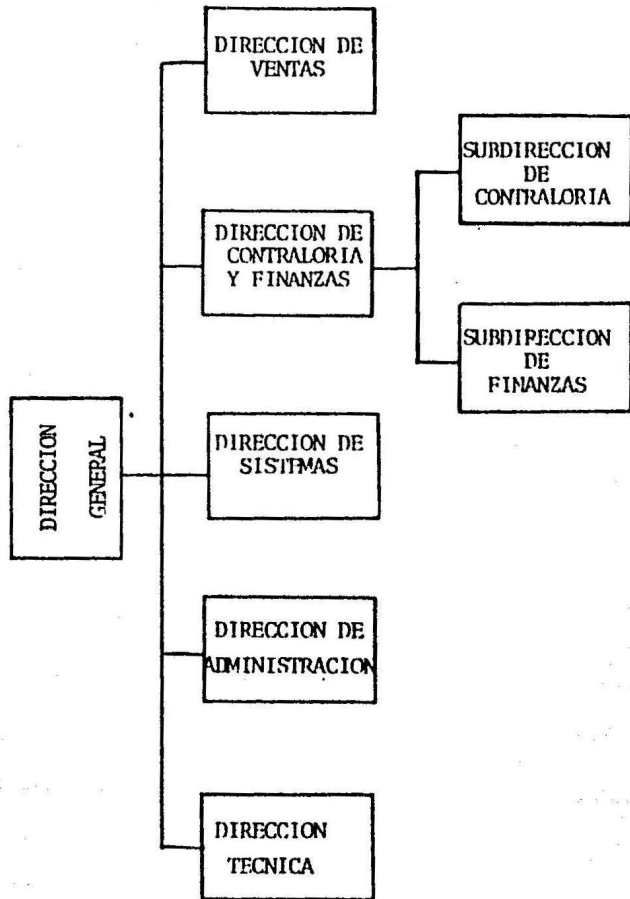 DIRECCION DE
VENTAS
SUBDIRECCION
DE
CONTRALORIA
DIRECCION DE
CONTRALORIA
Y FINANZAS
SUBDIRECCION
DE
FINANZAS
DIRECCION
GENERAL
DIRECCION DE
SISTEMAS
DIRECCION DE
ADMINISTRACION
DIRECCION
TECNICA